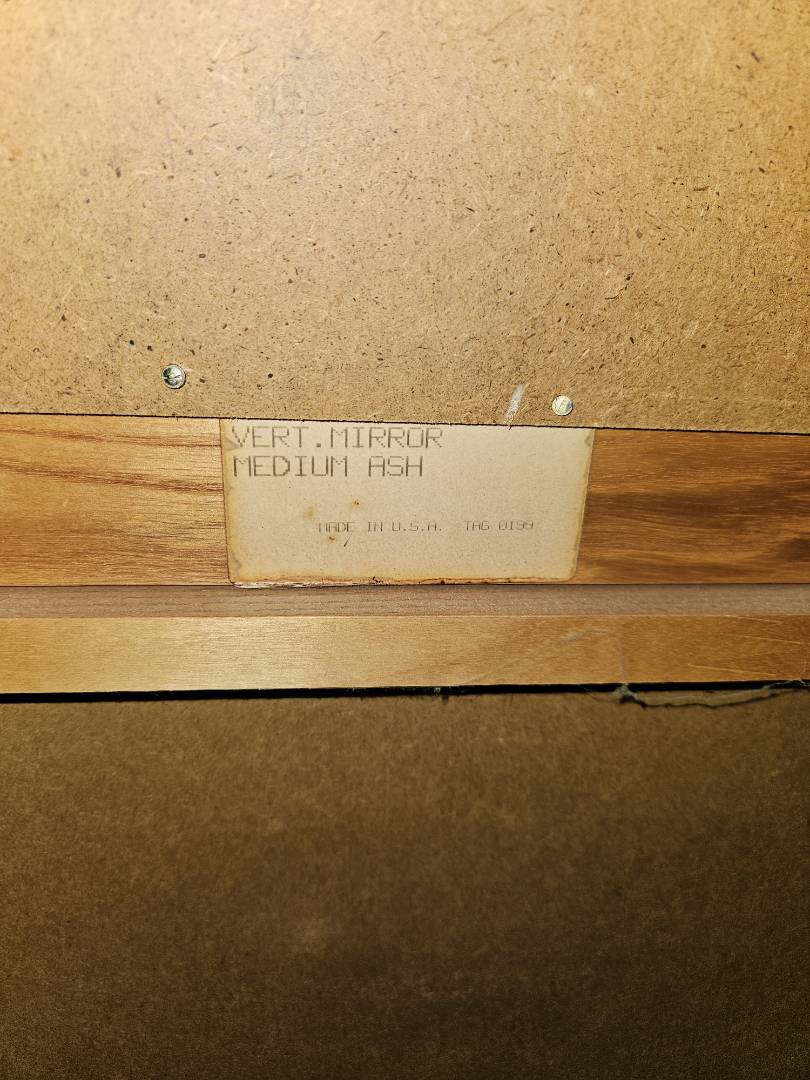 VERT.MIRROR
MEDIUM ASH
MADE IN U.S.A. TAG 0199